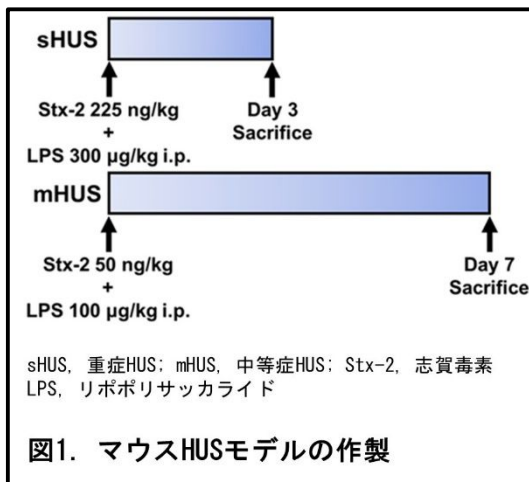 sHUS
Stx-2 225 ng/kg
+
LPS 300 µg/kg i.p.
Day 3
Sacrifice
mHUS
Stx-2 50 ng/kg
+
LPS 100 µg/kg i.p.
Day 7
Sacrifice
sHUS, 重症HUS; mHUS, 中等症HUS; Stx-2, 志賀毒素
LPS, リポポリサッカライド
図1. マウスHUSモデルの作製